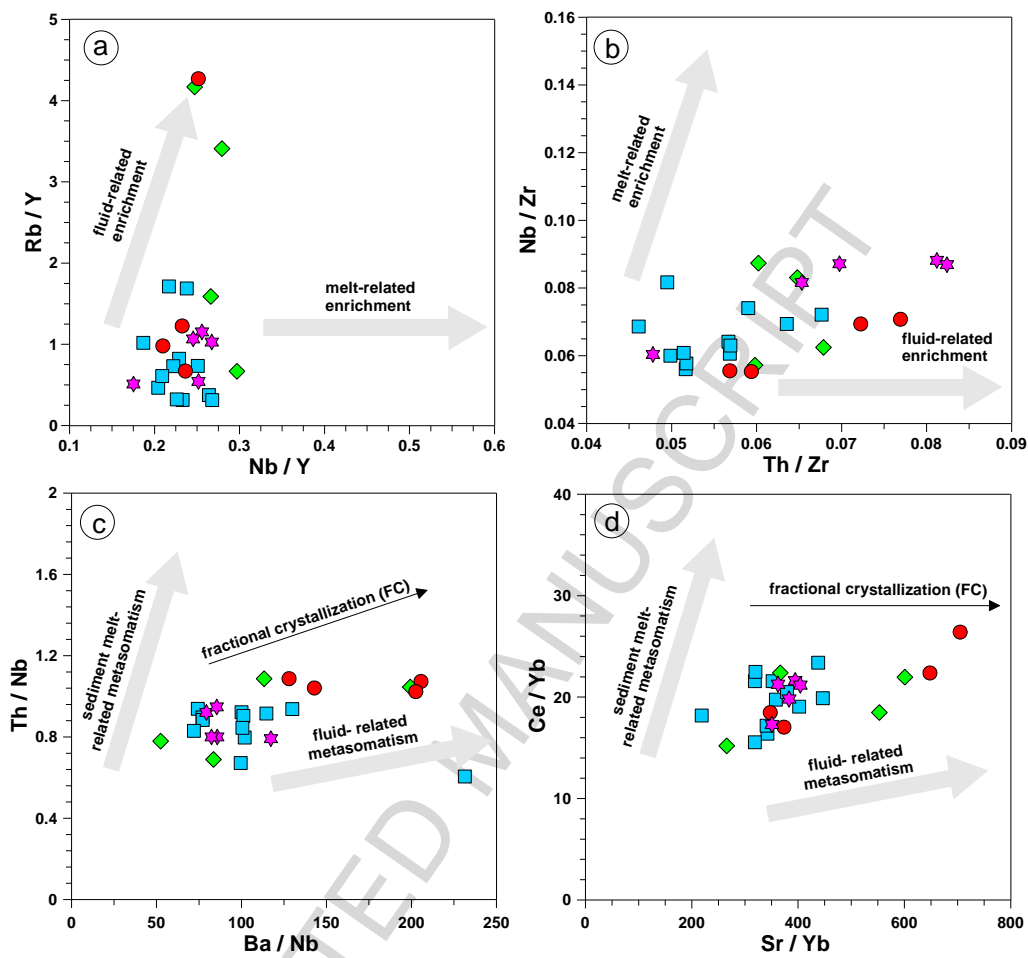 a
5
4
3
2
1
0
0.1
0.2
0.3
0.4
0.5
0.6
Rb / Y
Nb / Y
fluid-related
enrichment
melt-related
enrichment
b
0.16
0.14
0.12
0.10
0.08
0.06
0.04
0.04
0.05
0.06
0.07
0.08
0.09
Nb / Zr
Th / Zr
melt-related
enrichment
fluid-related
enrichment
c
2
1.6
1.2
0.8
0.4
0
0
50
100
150
200
250
Th / Nb
Ba / Nb
sediment melt-
related metasomatism
fractional crystallization (FC)
fluid- related
metasomatism
d
40
30
20
10
0
0
200
400
600
800
Ce / Yb
Sr / Yb
sediment melt-
related metasomatism
fractional crystallization (FC)
fluid- related
metasomatism
TED MANUSCRIPT